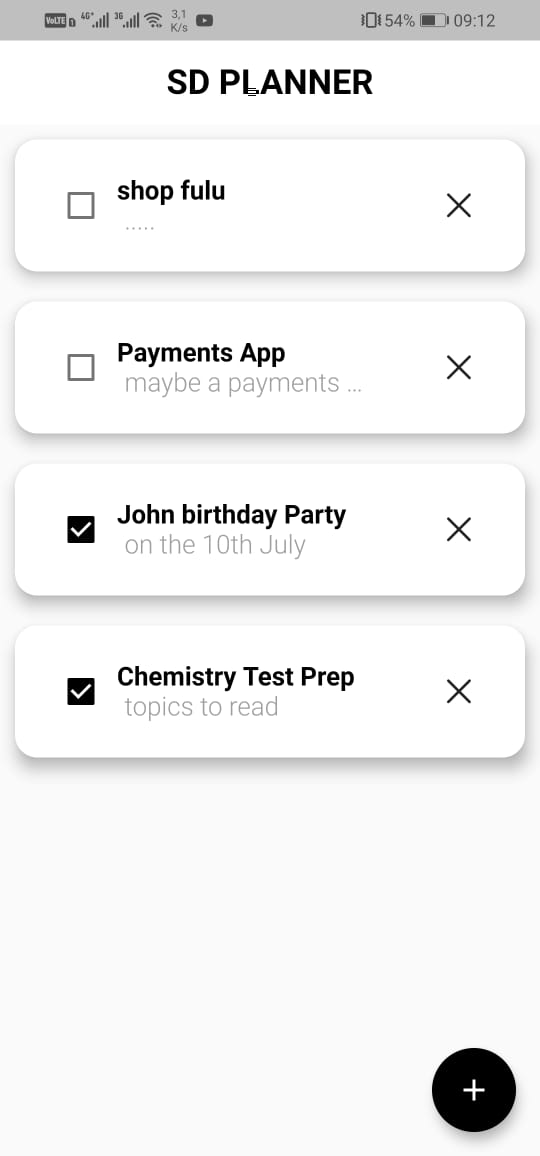 VoLTE 1 4G+ 3G 3,1 K/s 54% 09:12
SD PLANNER
shop fulu
.....
Payments App
maybe a payments ...
John birthday Party
on the 10th July
Chemistry Test Prep
topics to read